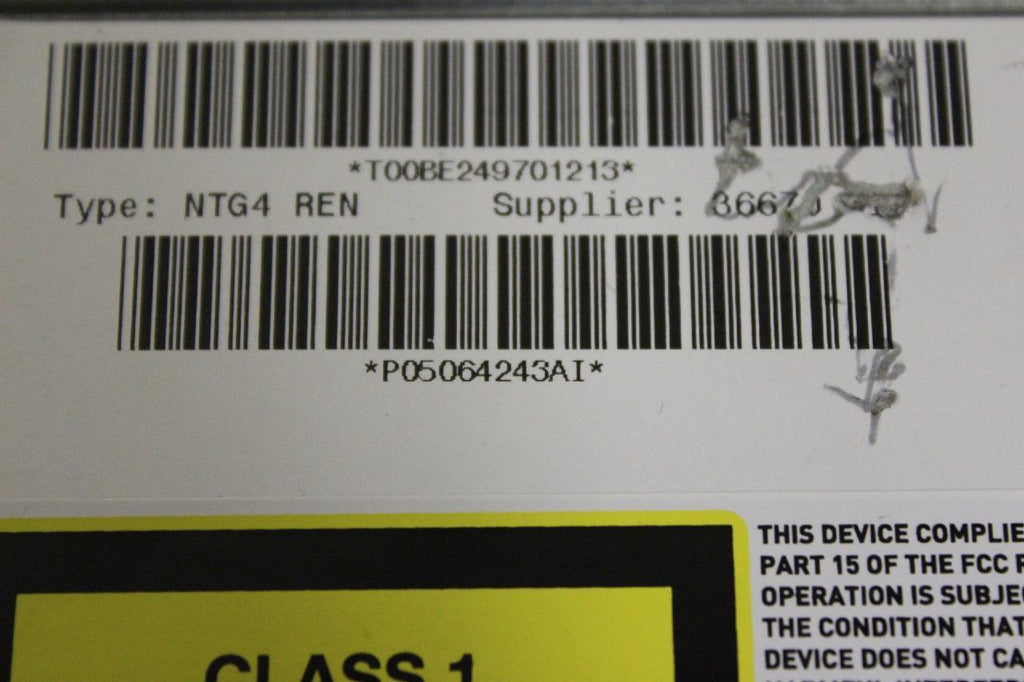 *T00BE249701213*
Type: NTG4 REN Supplier:
*P05064243AI*
CLASS 1
THIS DEVICE COMPLIE
PART 15 OF THE FCC
OPERATION IS SUBJE
THE CONDITION THAT
DEVICE DOES NOT CA